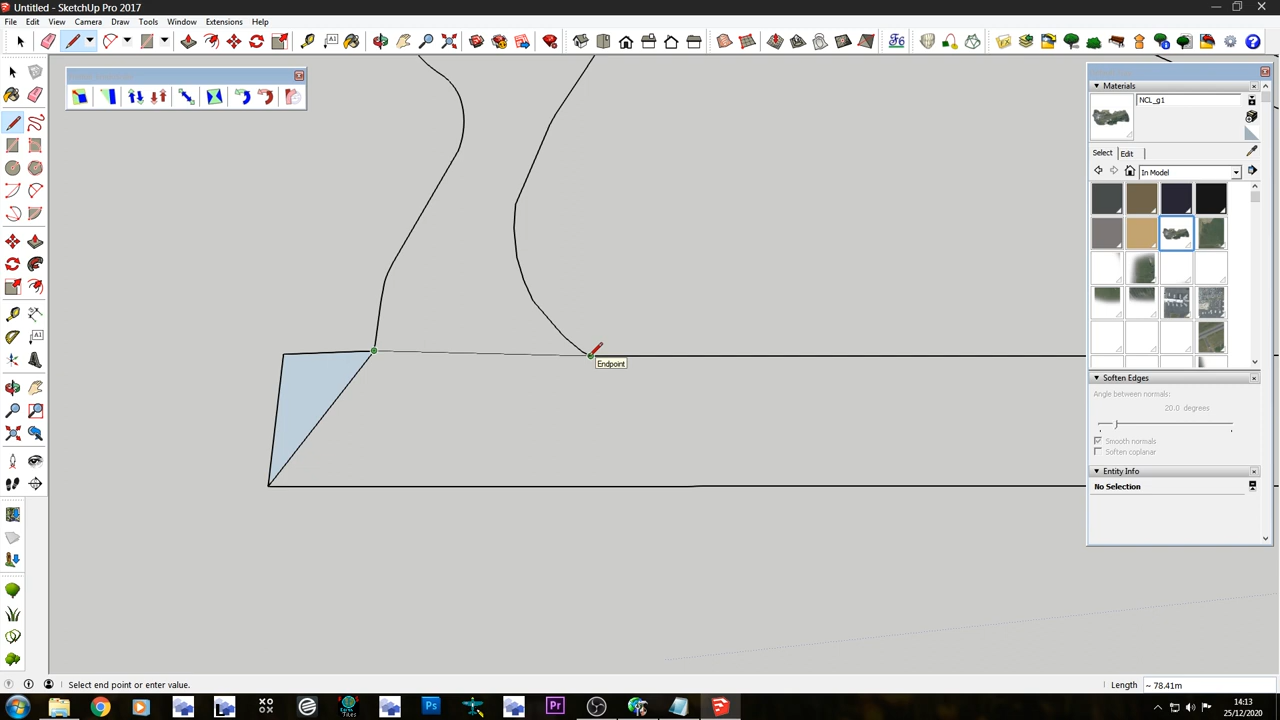 Untitled - SketchUp Pro 2017
File Edit View Camera Draw Tools Window Extensions Help
Materials
NCL_g1
Select Edit
In Model
Endpoint
Soften Edges
Angle between normals:
20.0 degrees
Smooth normals
Soften coplanar
Entity Info
No Selection
Select end point or enter value.
Length ~ 78.41m
14:13
25/12/2020